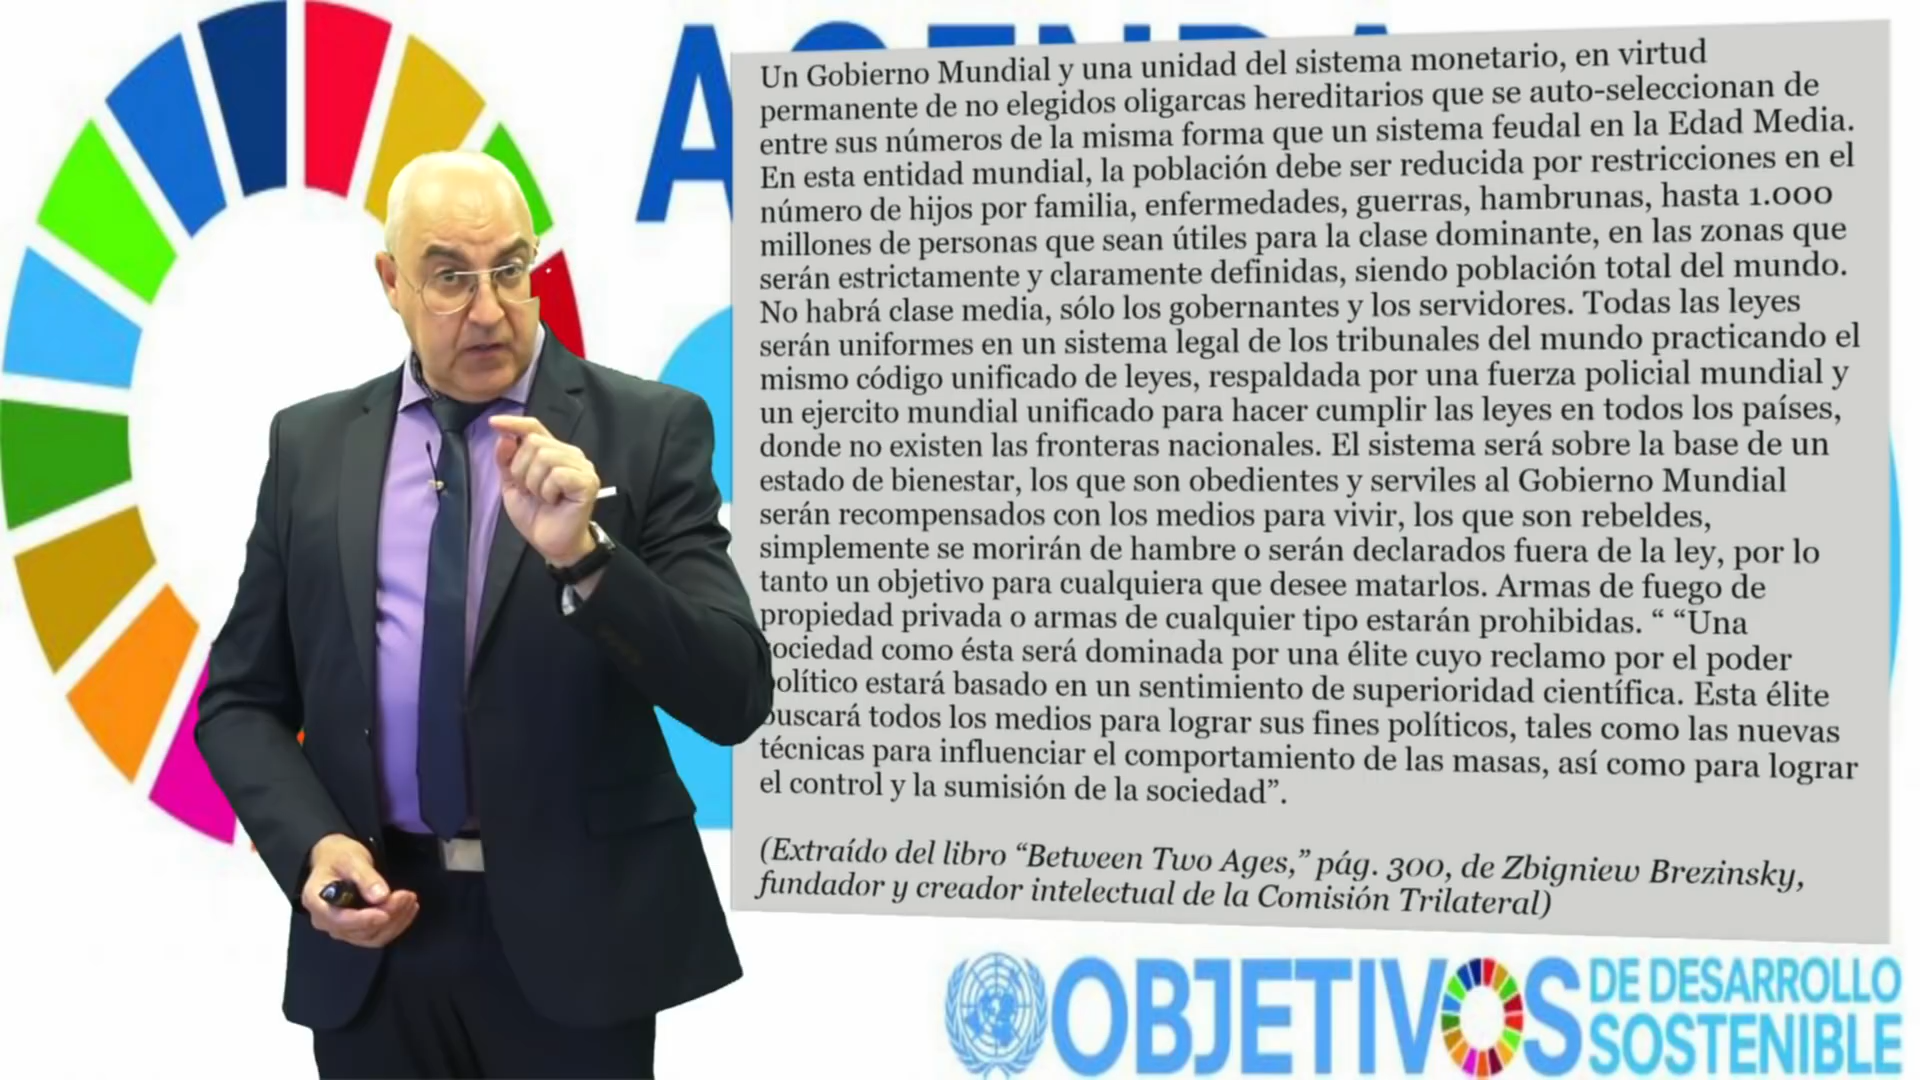 AGENDA
Un Gobierno Mundial y una unidad del sistema monetario, en virtud
permanente de no elegidos oligarcas hereditarios que se auto-seleccionan de
entre sus números de la misma forma que un sistema feudal en la Edad Media.
En esta entidad mundial, la población debe ser reducida por restricciones en el
número de hijos por familia, enfermedades, guerras, hambrunas, hasta 1.000
millones de personas que sean útiles para la clase dominante, en las zonas que
serán estrictamente y claramente definidas, siendo población total del mundo.
No habrá clase media, sólo los gobernantes y los servidores. Todas las leyes
serán uniformes en un sistema legal de los tribunales del mundo practicando el
mismo código unificado de leyes, respaldada por una fuerza policial mundial y
un ejercito mundial unificado para hacer cumplir las leyes en todos los países,
donde no existen las fronteras nacionales. El sistema será sobre la base de un
estado de bienestar, los que son obedientes y serviles al Gobierno Mundial
serán recompensados con los medios para vivir, los que son rebeldes,
simplemente se morirán de hambre o serán declarados fuera de la ley, por lo
tanto un objetivo para cualquiera que desee matarlos. Armas de fuego de
propiedad privada o armas de cualquier tipo estarán prohibidas. “ “Una
sociedad como ésta será dominada por una élite cuyo reclamo por el poder
político estará basado en un sentimiento de superioridad científica. Esta élite
buscará todos los medios para lograr sus fines políticos, tales como las nuevas
técnicas para influenciar el comportamiento de las masas, así como para lograr
el control y la sumisión de la sociedad”.
(Extraído del libro “Between Two Ages,” pág. 300, de Zbigniew Brezinsky,
fundador y creador intelectual de la Comisión Trilateral)
OBJETIVOS
DE DESARROLLO
SOSTENIBLE